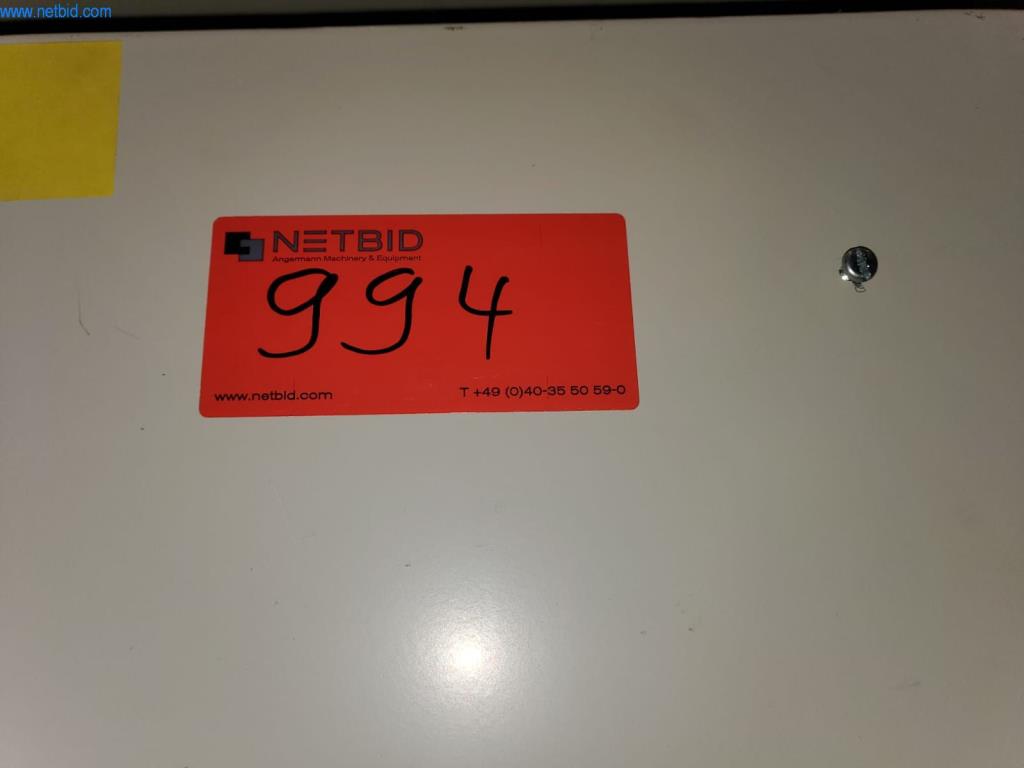 www.netbid.com
NETBID
Angermann Machinery & Equipment
994
www.netbid.com T +49 (0)40-35 50 59-0